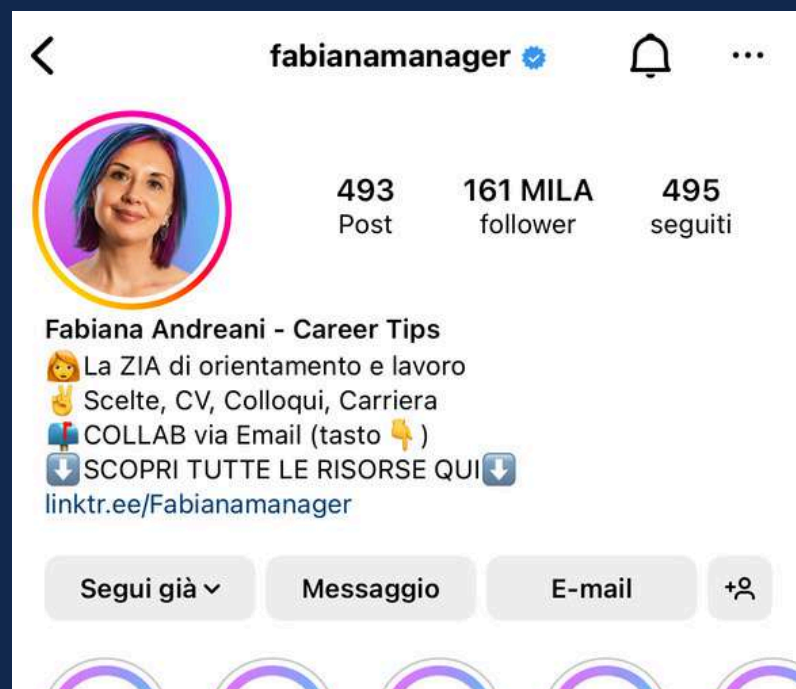 fabianamanager
493 161 MILA 495
Post follower seguiti
Fabiana Andreani - Career Tips
👩‍🦰La ZIA di orientamento e lavoro
✌️Scelte, CV, Colloqui, Carriera
📫COLLAB via Email (tasto 👇)
⬇️SCOPRI TUTTE LE RISORSE QUI⬇️
linktr.ee/Fabianamanager
Segui già Messaggio E-mail